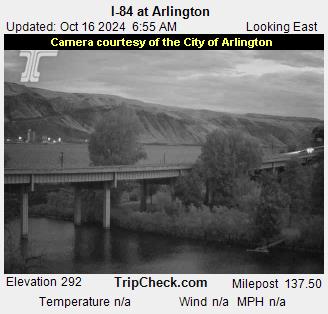 I-84 at Arlington
Updated: Oct 16 2024 6:55 AM Looking East
Camera courtesy of the City of Arlington
Elevation 292 TripCheck.com Milepost 137.50
Temperature n/a Wind n/a MPH n/a